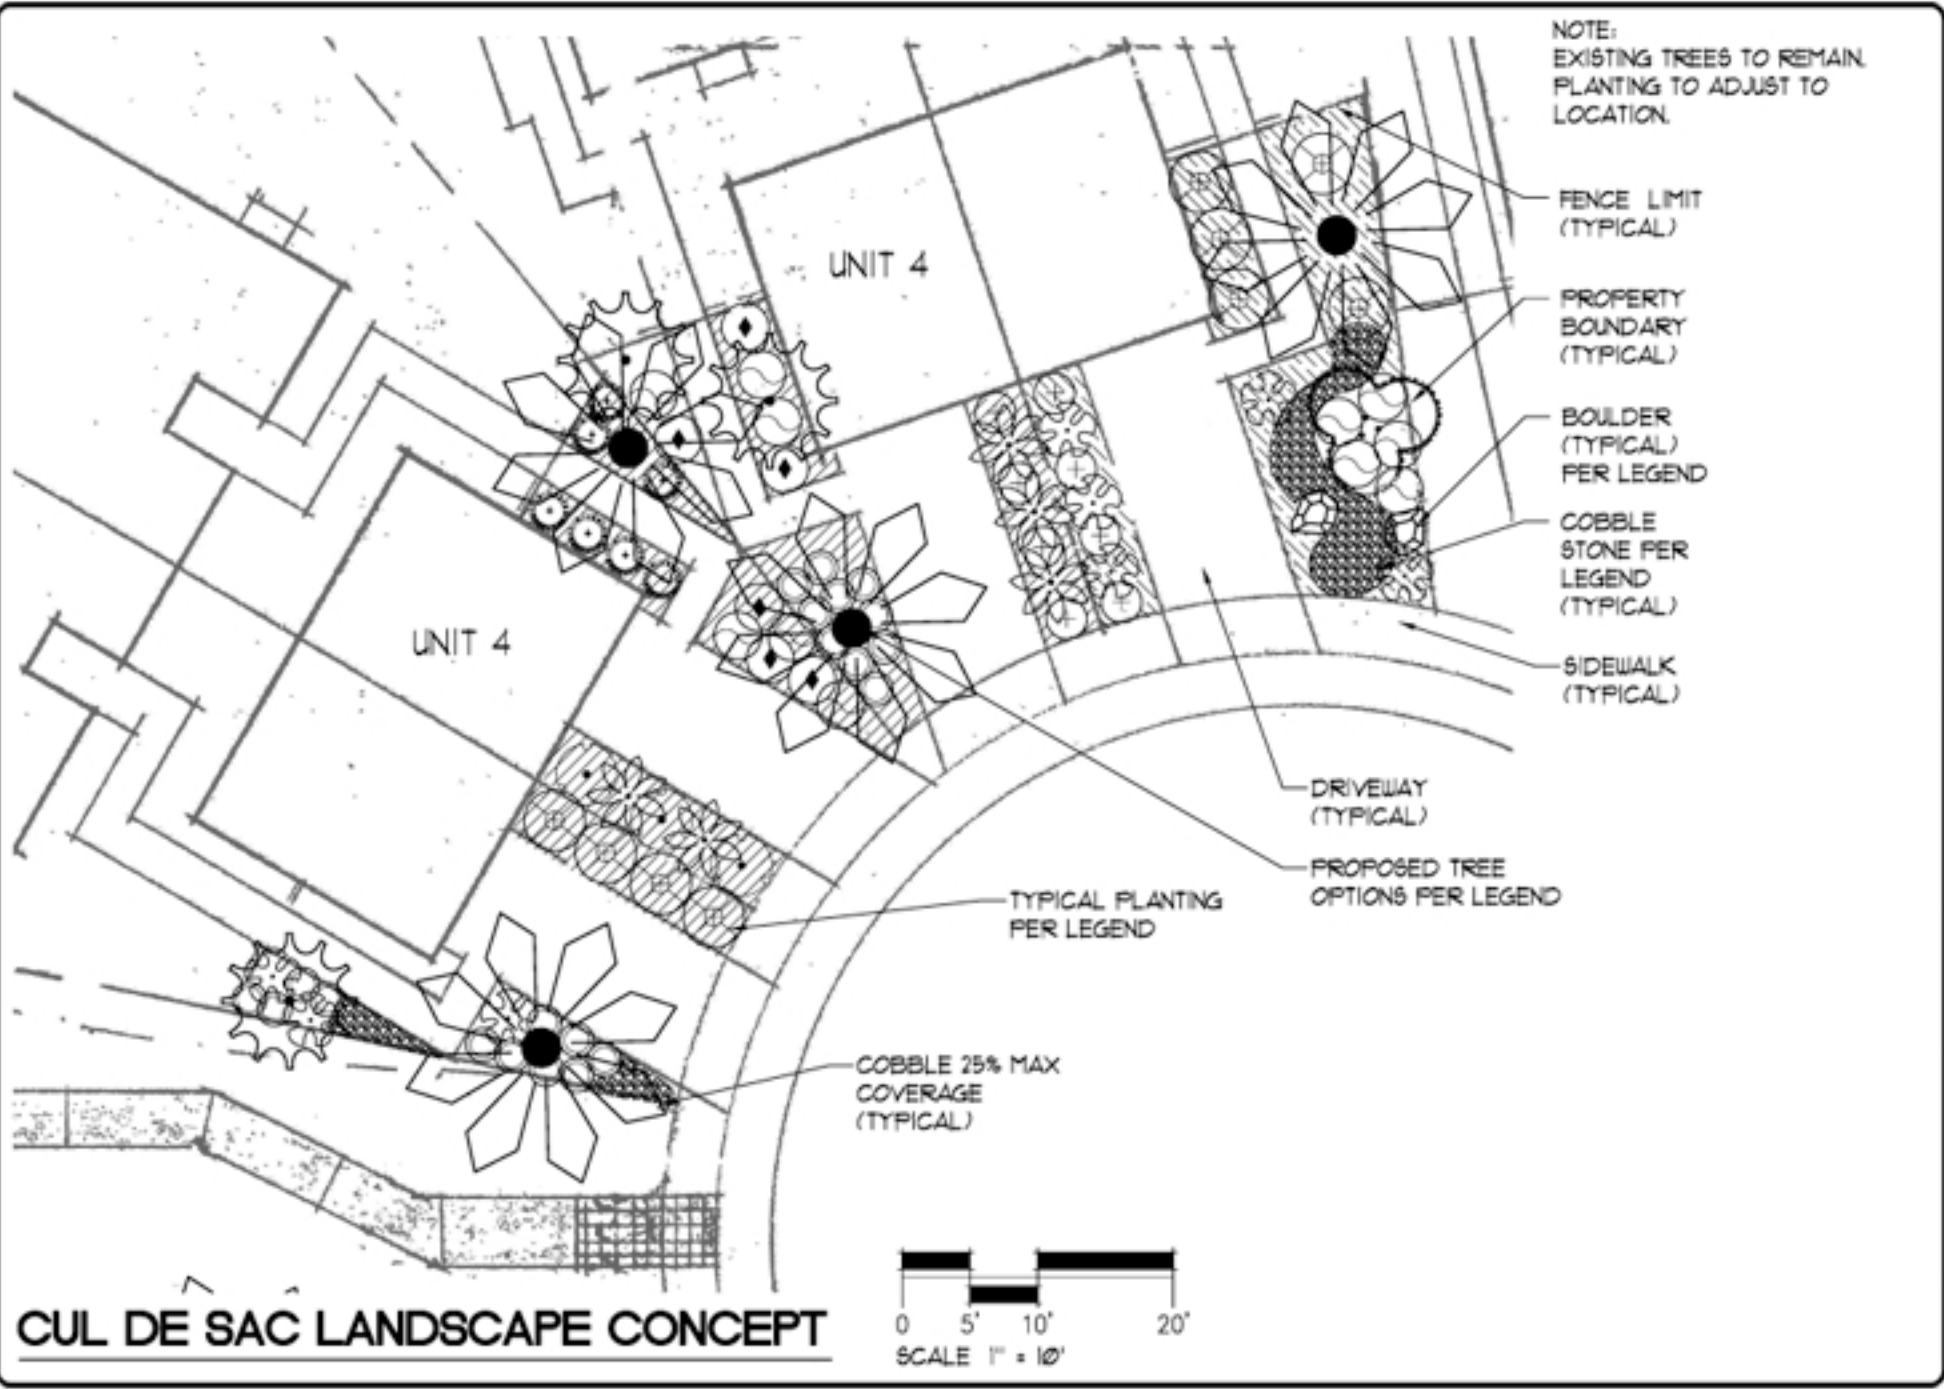 NOTE:
EXISTING TREES TO REMAIN.
PLANTING TO ADJUST TO
LOCATION.
FENCE LIMIT
(TYPICAL)
UNIT 4
PROPERTY
BOUNDARY
(TYPICAL)
BOULDER
(TYPICAL)
PER LEGEND
COBBLE
STONE PER
LEGEND
(TYPICAL)
UNIT 4
SIDEWALK
(TYPICAL)
DRIVEWAY
(TYPICAL)
PROPOSED TREE
OPTIONS PER LEGEND
TYPICAL PLANTING
PER LEGEND
COBBLE 25% MAX
COVERAGE
(TYPICAL)
CUL DE SAC LANDSCAPE CONCEPT
0 5' 10' 20'
SCALE 1" = 10'